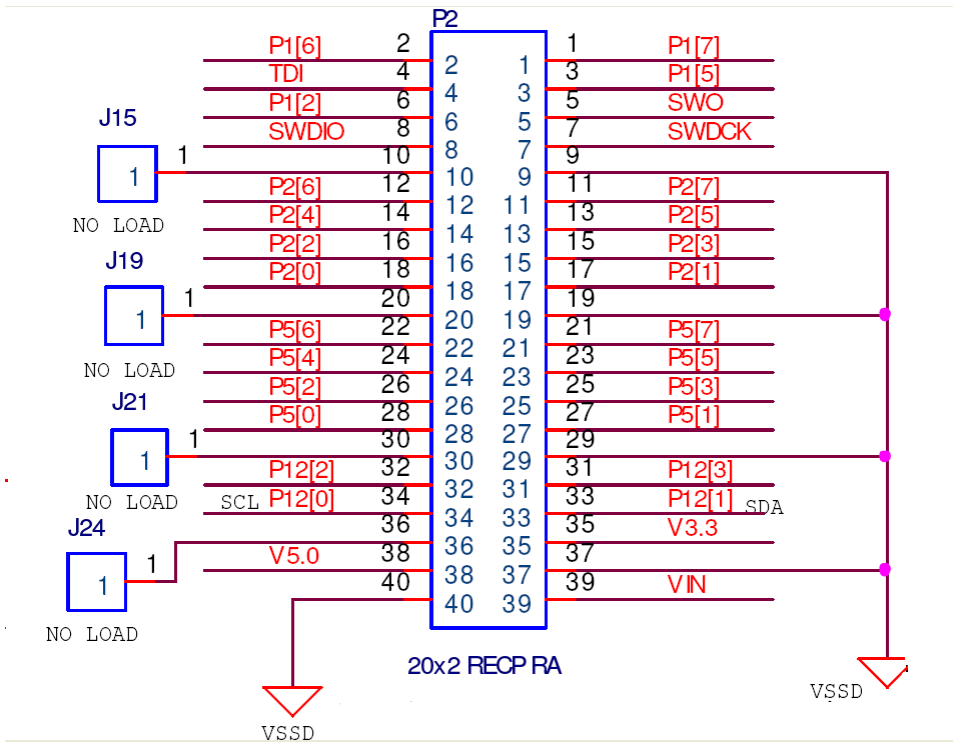 P2
P1[6] 2 2 1 1 P1[7]
TDI 4 4 3 3 P1[5]
P1[2] 6 6 5 5 SWO
SWDIO 8 8 7 7 SWDCK
J15 1 1 10 10 9 9
NO LOAD
P2[6] 12 12 11 11 P2[7]
P2[4] 14 14 13 13 P2[5]
P2[2] 16 16 15 15 P2[3]
P2[0] 18 18 17 17 P2[1]
J19 1 1 20 20 19 19
NO LOAD
P5[6] 22 22 21 21 P5[7]
P5[4] 24 24 23 23 P5[5]
P5[2] 26 26 25 25 P5[3]
P5[0] 28 28 27 27 P5[1]
J21 1 1 30 30 29 29
NO LOAD
P12[2] 32 32 31 31 P12[3]
SCL P12[0] 34 34 33 33 P12[1] SDA
J24 1 1 36 36 35 35 V3.3
NO LOAD
V5.0 38 38 37 37
40 40 39 39 VIN
20x2 RECP RA
VSSD
VSSD